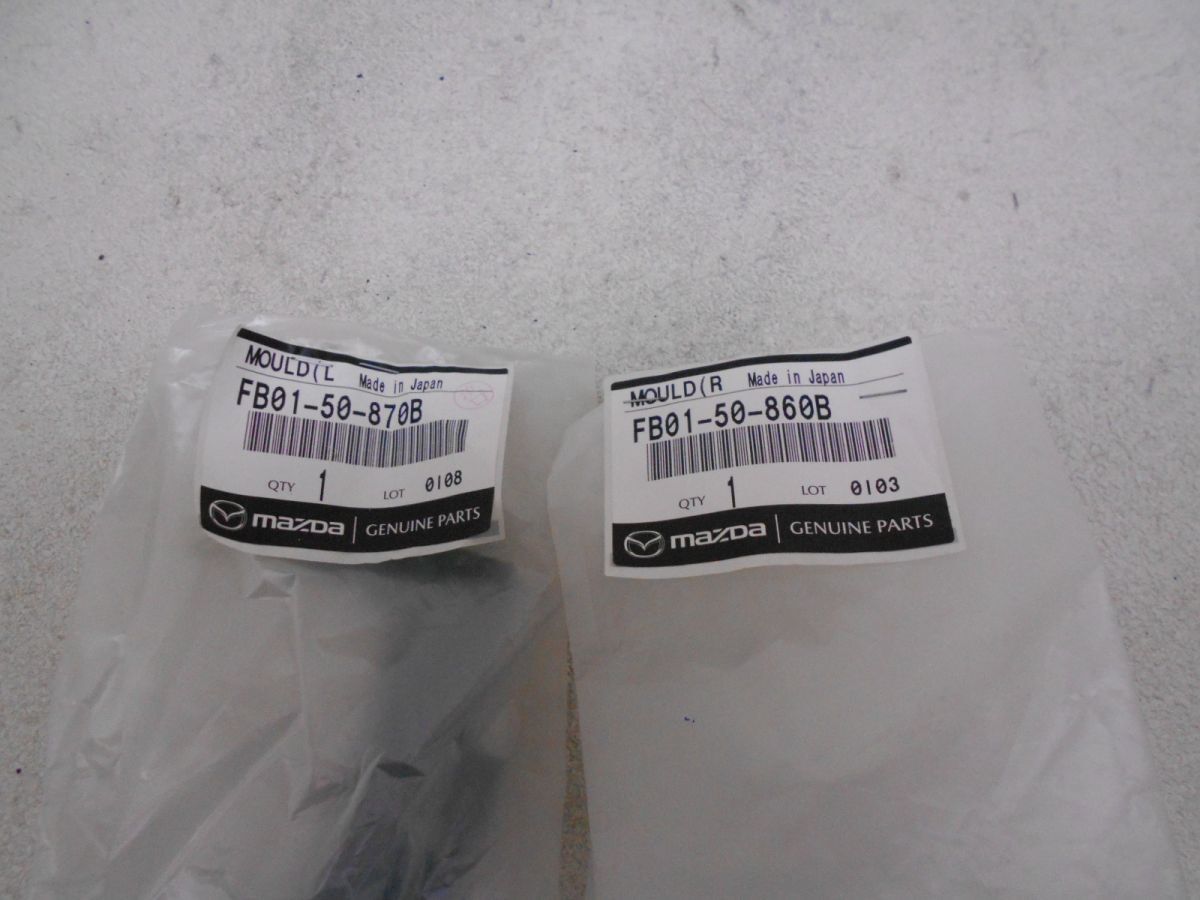 MOULD(L Made in Japan
FB01-50-870B
QTY 1 LOT 0108
mazda GENUINE PARTS
MOULD(R Made in Japan
FB01-50-860B
QTY 1 LOT 0103
mazda GENUINE PARTS